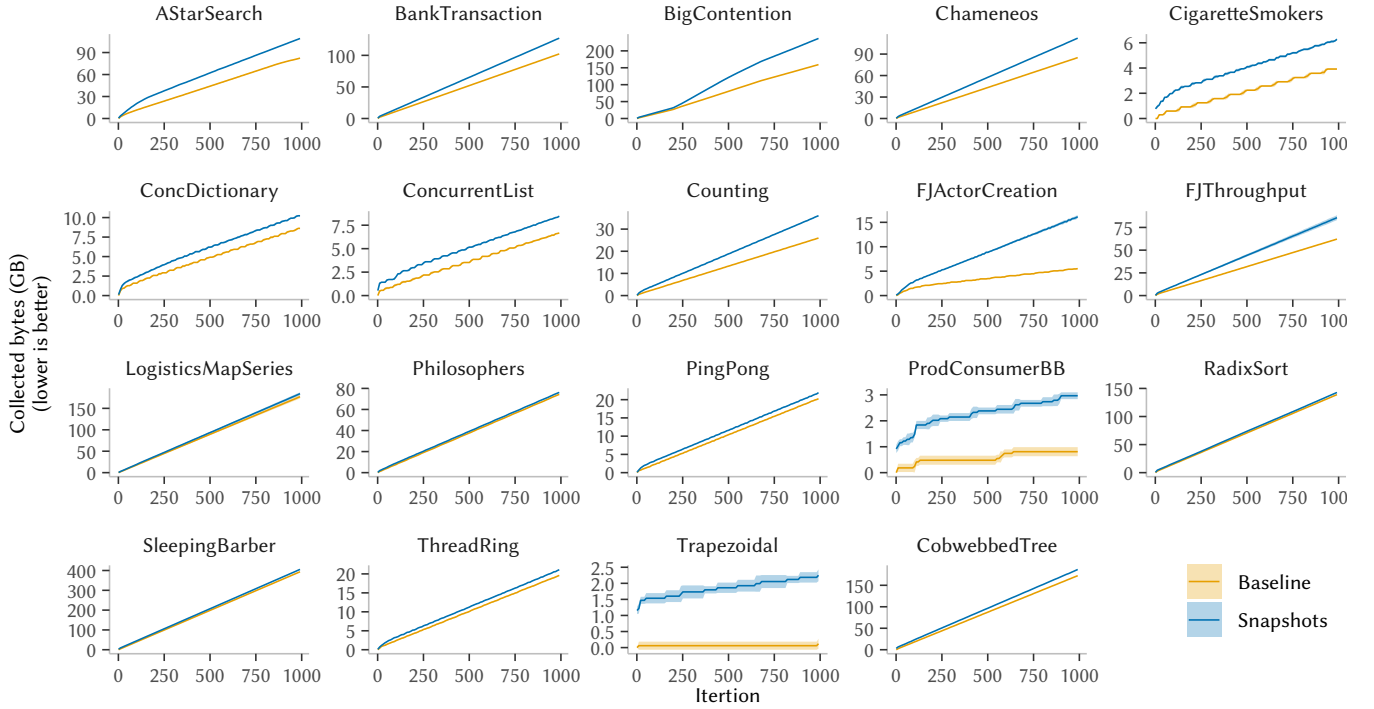 AStarSearch BankTransaction BigContention Chameneos CigaretteSmokers
90 60 30 0
100 50 0
200 150 100 50 0
90 60 30 0
6 4 2 0
0 250 500 750 1000 0 250 500 750 1000 0 250 500 750 1000 0 250 500 750 1000 0 250 500 750 100
ConcDictionary ConcurrentList Counting FJActorCreation FJThroughput
10.0 7.5 5.0 2.5 0.0
7.5 5.0 2.5 0.0
30 20 10 0
15 10 5 0
75 50 25 0
0 250 500 750 1000 0 250 500 750 1000 0 250 500 750 1000 0 250 500 750 1000 0 250 500 750 100
Collected bytes (GB)
(lower is better)
LogisticsMapSeries Philosophers PingPong ProdConsumerBB RadixSort
150 100 50 0
80 60 40 20 0
20 15 10 5 0
3 2 1 0
150 100 50 0
0 250 500 750 1000 0 250 500 750 1000 0 250 500 750 1000 0 250 500 750 1000 0 250 500 750 100
SleepingBarber ThreadRing Trapezoidal CobwebbedTree
400 300 200 100 0
20 15 10 5 0
2.5 2.0 1.5 1.0 0.5 0.0
150 100 50 0
0 250 500 750 1000 0 250 500 750 1000 0 250 500 750 1000 0 250 500 750 1000
Baseline
Snapshots
Itertion